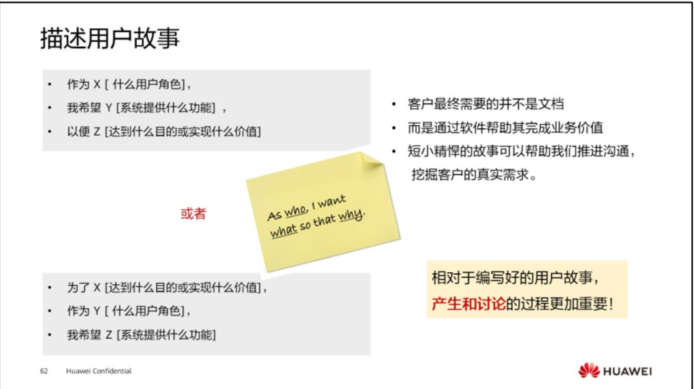 描述用户故事
• 作为 X [ 什么用户角色]，
• 我希望 Y [系统提供什么功能] ，
• 以便 Z [达到什么目的或实现什么价值]
• 客户最终需要的并不是文档
• 而是通过软件帮助其完成业务价值
• 短小精悍的故事可以帮助我们推进沟通，
挖掘客户的真实需求。
或者
As who, I want
what so that why.
• 为了 X [达到什么目的或实现什么价值]，
• 作为 Y [ 什么用户角色]，
• 我希望 Z [系统提供什么功能]
相对于编写好的用户故事，
产生和讨论的过程更加重要！
62 Huawei Confidential
HUAWEI